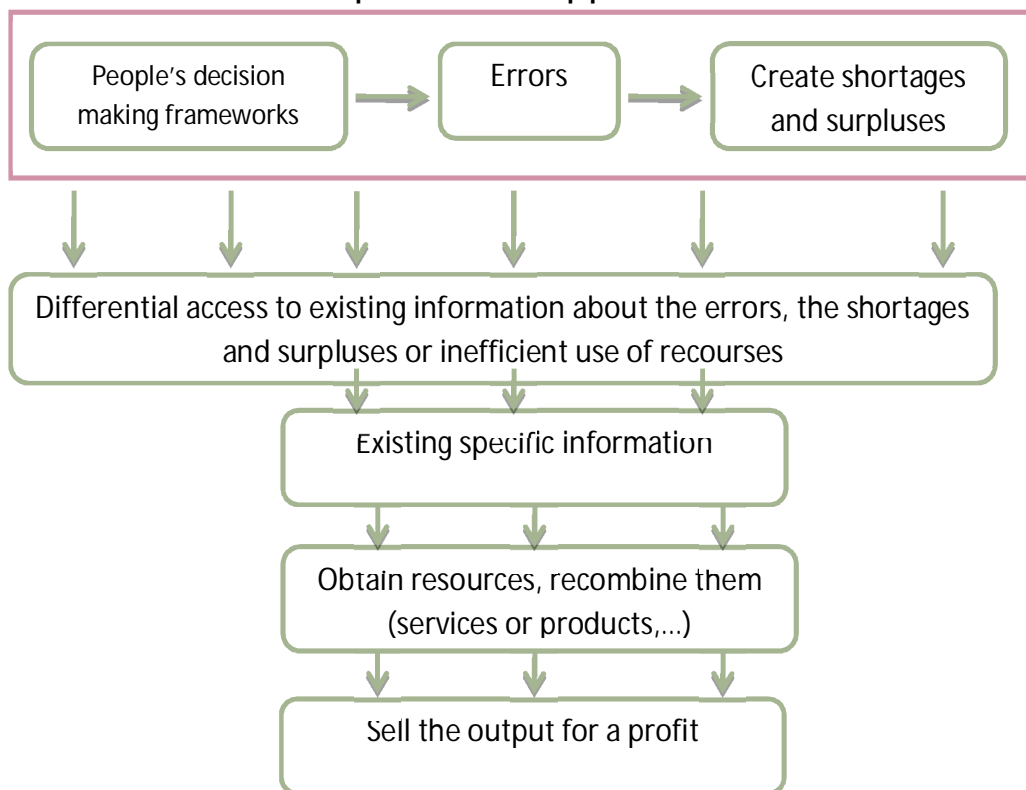 People's decision
making frameworks
Errors
Create shortages
and surpluses
Differential access to existing information about the errors, the shortages
and surpluses or inefficient use of recourses
Existing specific information
Obtain resources, recombine them
(services or products,...)
Sell the output for a profit